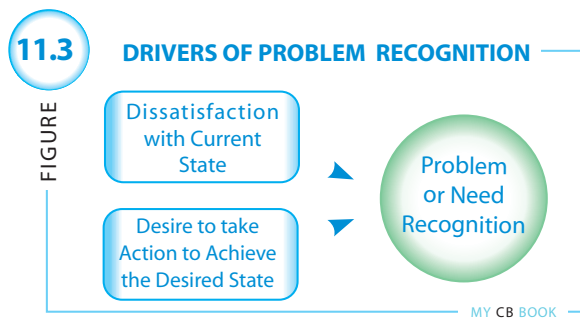 11.3
DRIVERS OF PROBLEM RECOGNITION
FIGURE
Dissatisfaction
with Current
State
Desire to take
Action to Achieve
the Desired State
Problem
or Need
Recognition
MY CB BOOK